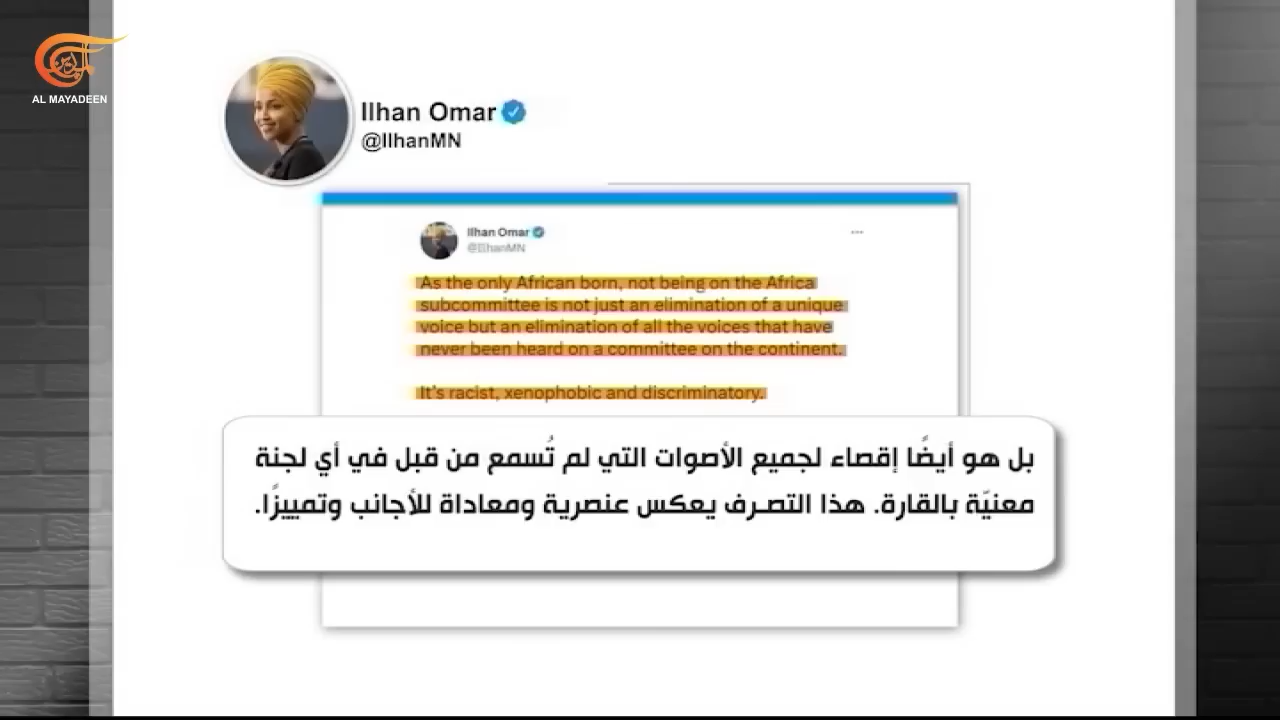 AL MAYADEEN
Ilhan Omar
@IlhanMN
Ilhan Omar
@IlhanMN
As the only African born, not being on the Africa
subcommittee is not just an elimination of a unique
voice but an elimination of all the voices that have
never been heard on a committee on the continent.
It's racist, xenophobic and discriminatory.
بل هو أيضًا إقصاء لجميع الأصوات التي لم تُسمع من قبل في أي لجنة
معنيّة بالقارة. هذا التصرف يعكس عنصرية ومعاداة للأجانب وتمييزًا.